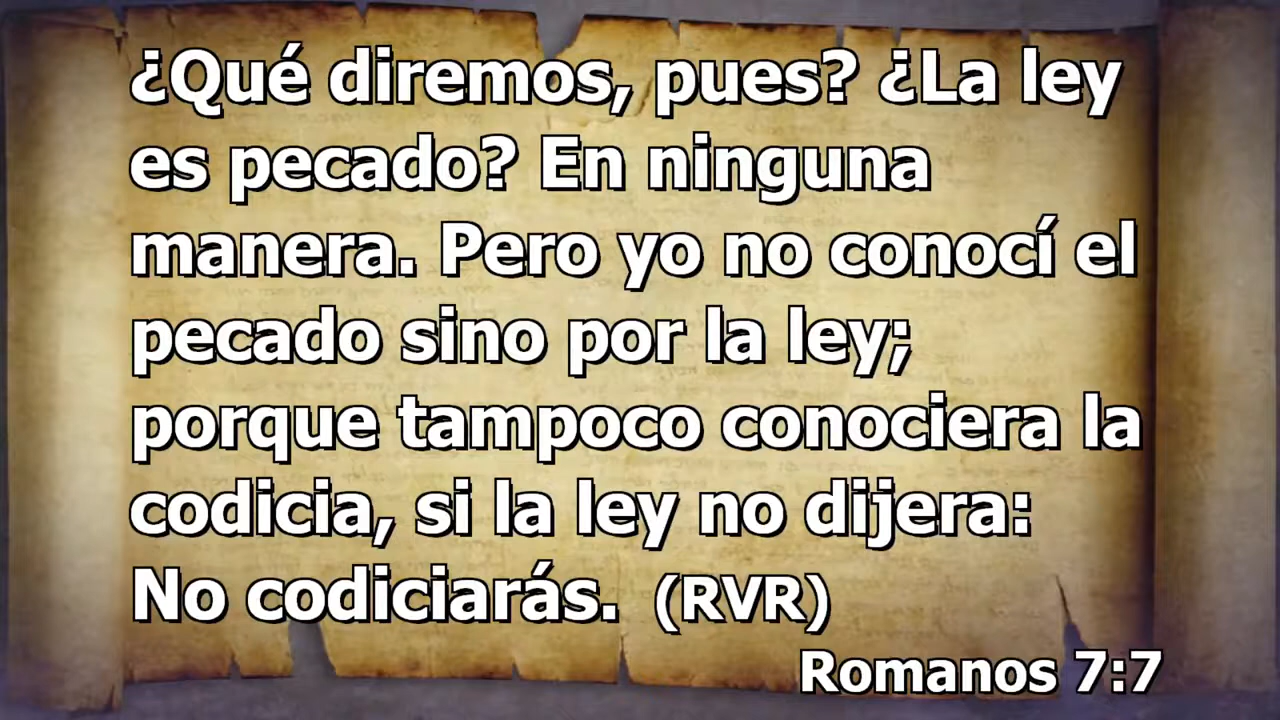 ¿Qué diremos, pues? ¿La ley
es pecado? En ninguna
manera. Pero yo no conocí el
pecado sino por la ley;
porque tampoco conociera la
codicia, si la ley no dijera:
No codiciarás. (RVR)
Romanos 7:7